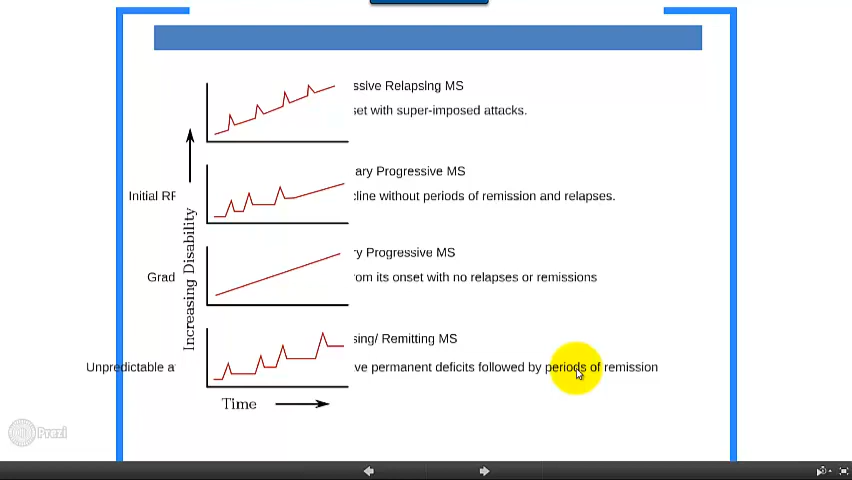 ssive Relapsing MS
set with super-imposed attacks.
ary Progressive MS
Initial RF
cline without periods of remission and relapses.
ry Progressive MS
Grad
rom its onset with no relapses or remissions
sing/ Remitting MS
Unpredictable a
ve permanent deficits followed by periods of remission
Increasing Disability
Time
Prezi